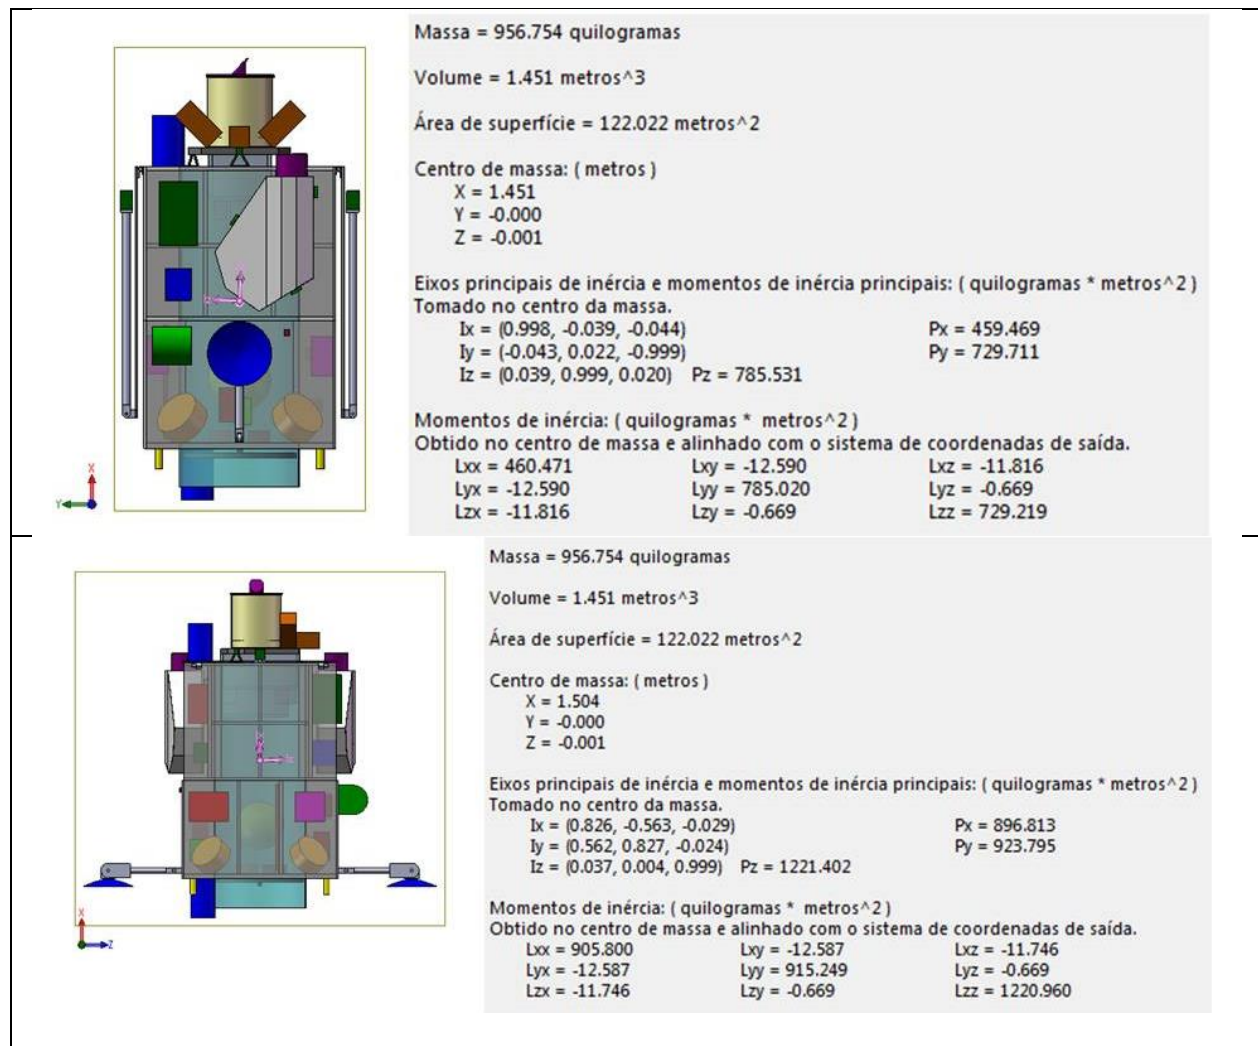 Massa = 956.754 quilogramas
Volume = 1.451 metros^3
Área de superfície = 122.022 metros^2
Centro de massa: ( metros )
X = 1.451
Y = -0.000
Z = -0.001
Eixos principais de inércia e momentos de inércia principais: ( quilogramas * metros^2 )
Tomado no centro da massa.
Ix = (0.998, -0.039, -0.044) Px = 459.469
Iy = (-0.043, 0.022, -0.999) Py = 729.711
Iz = (0.039, 0.999, 0.020) Pz = 785.531
Momentos de inércia: ( quilogramas * metros^2 )
Obtido no centro de massa e alinhado com o sistema de coordenadas de saída.
Lxx = 460.471 Lxy = -12.590 Lxz = -11.816
Lyx = -12.590 Lyy = 785.020 Lyz = -0.669
Lzx = -11.816 Lzy = -0.669 Lzz = 729.219
X
Y
Massa = 956.754 quilogramas
Volume = 1.451 metros^3
Área de superfície = 122.022 metros^2
Centro de massa: ( metros )
X = 1.504
Y = -0.000
Z = -0.001
Eixos principais de inércia e momentos de inércia principais: ( quilogramas * metros^2 )
Tomado no centro da massa.
Ix = (0.826, -0.563, -0.029) Px = 896.813
Iy = (0.562, 0.827, -0.024) Py = 923.795
Iz = (0.037, 0.004, 0.999) Pz = 1221.402
Momentos de inércia: ( quilogramas * metros^2 )
Obtido no centro de massa e alinhado com o sistema de coordenadas de saída.
Lxx = 905.800 Lxy = -12.587 Lxz = -11.746
Lyx = -12.587 Lyy = 915.249 Lyz = -0.669
Lzx = -11.746 Lzy = -0.669 Lzz = 1220.960
X
Z